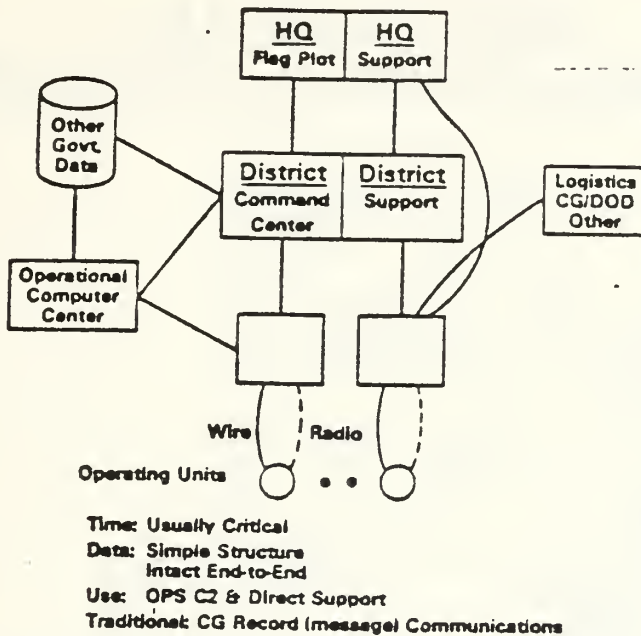 HQ HQ
Flag Plot Support
Other
Govt.
Data
District District
Command Support
Center
Logistics
CG/DOD
Other
Operational
Computer
Center
Wire Radio
Operating Units
Time: Usually Critical
Data: Simple Structure
Intact End-to-End
Use: OPS C2 & Direct Support
Traditional: CG Record (message) Communications